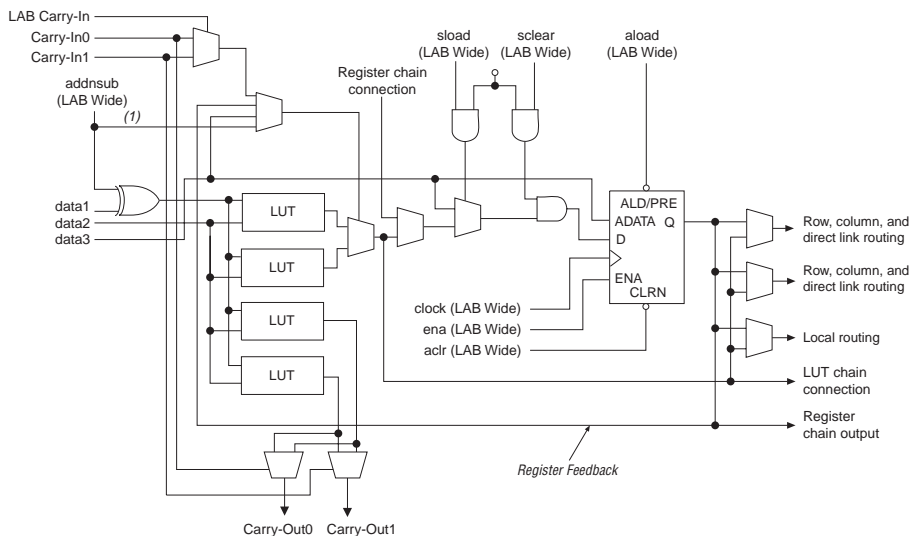 LAB Carry-In
Carry-In0
Carry-In1
addnsub
(LAB Wide)
(1)
data1
data2
data3
Register chain
connection
sload
(LAB Wide)
sclear
(LAB Wide)
aload
(LAB Wide)
LUT
LUT
LUT
LUT
ALD/PRE
ADATA Q
D
ENA
CLRN
clock (LAB Wide)
ena (LAB Wide)
aclr (LAB Wide)
Row, column, and
direct link routing
Row, column, and
direct link routing
Local routing
LUT chain
connection
Register
chain output
Register Feedback
Carry-Out0
Carry-Out1